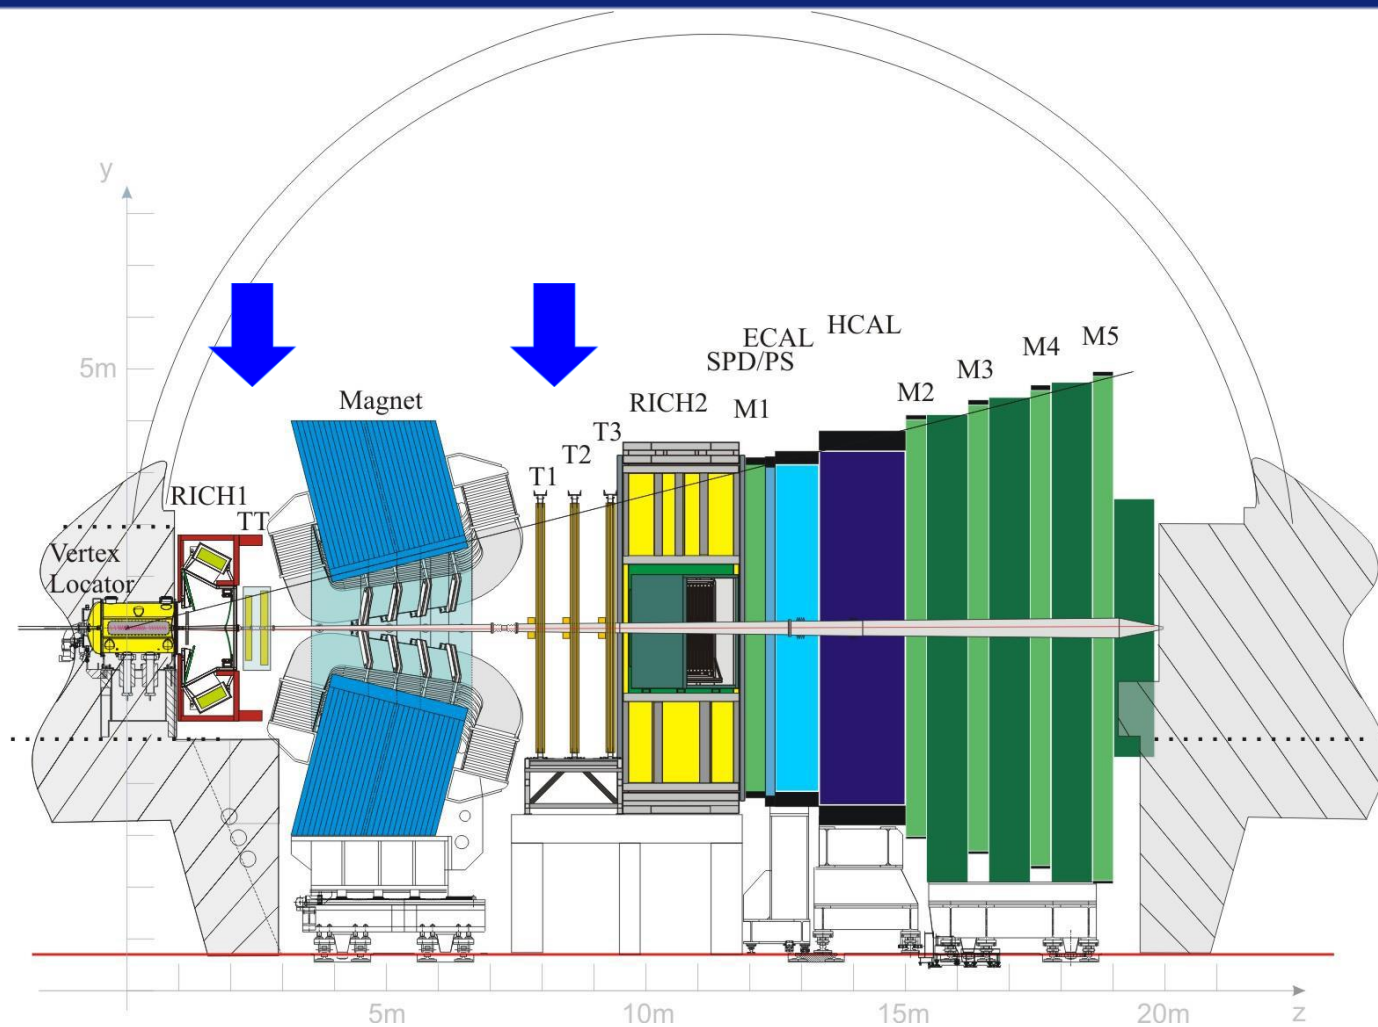 y
5m
HCAL
ECAL
SPD/PS
M5
M4
M3
M2
Magnet
RICH2
M1
T3
T2
T1
RICH1
TT
Vertex
Locator
5m
10m
15m
20m
z